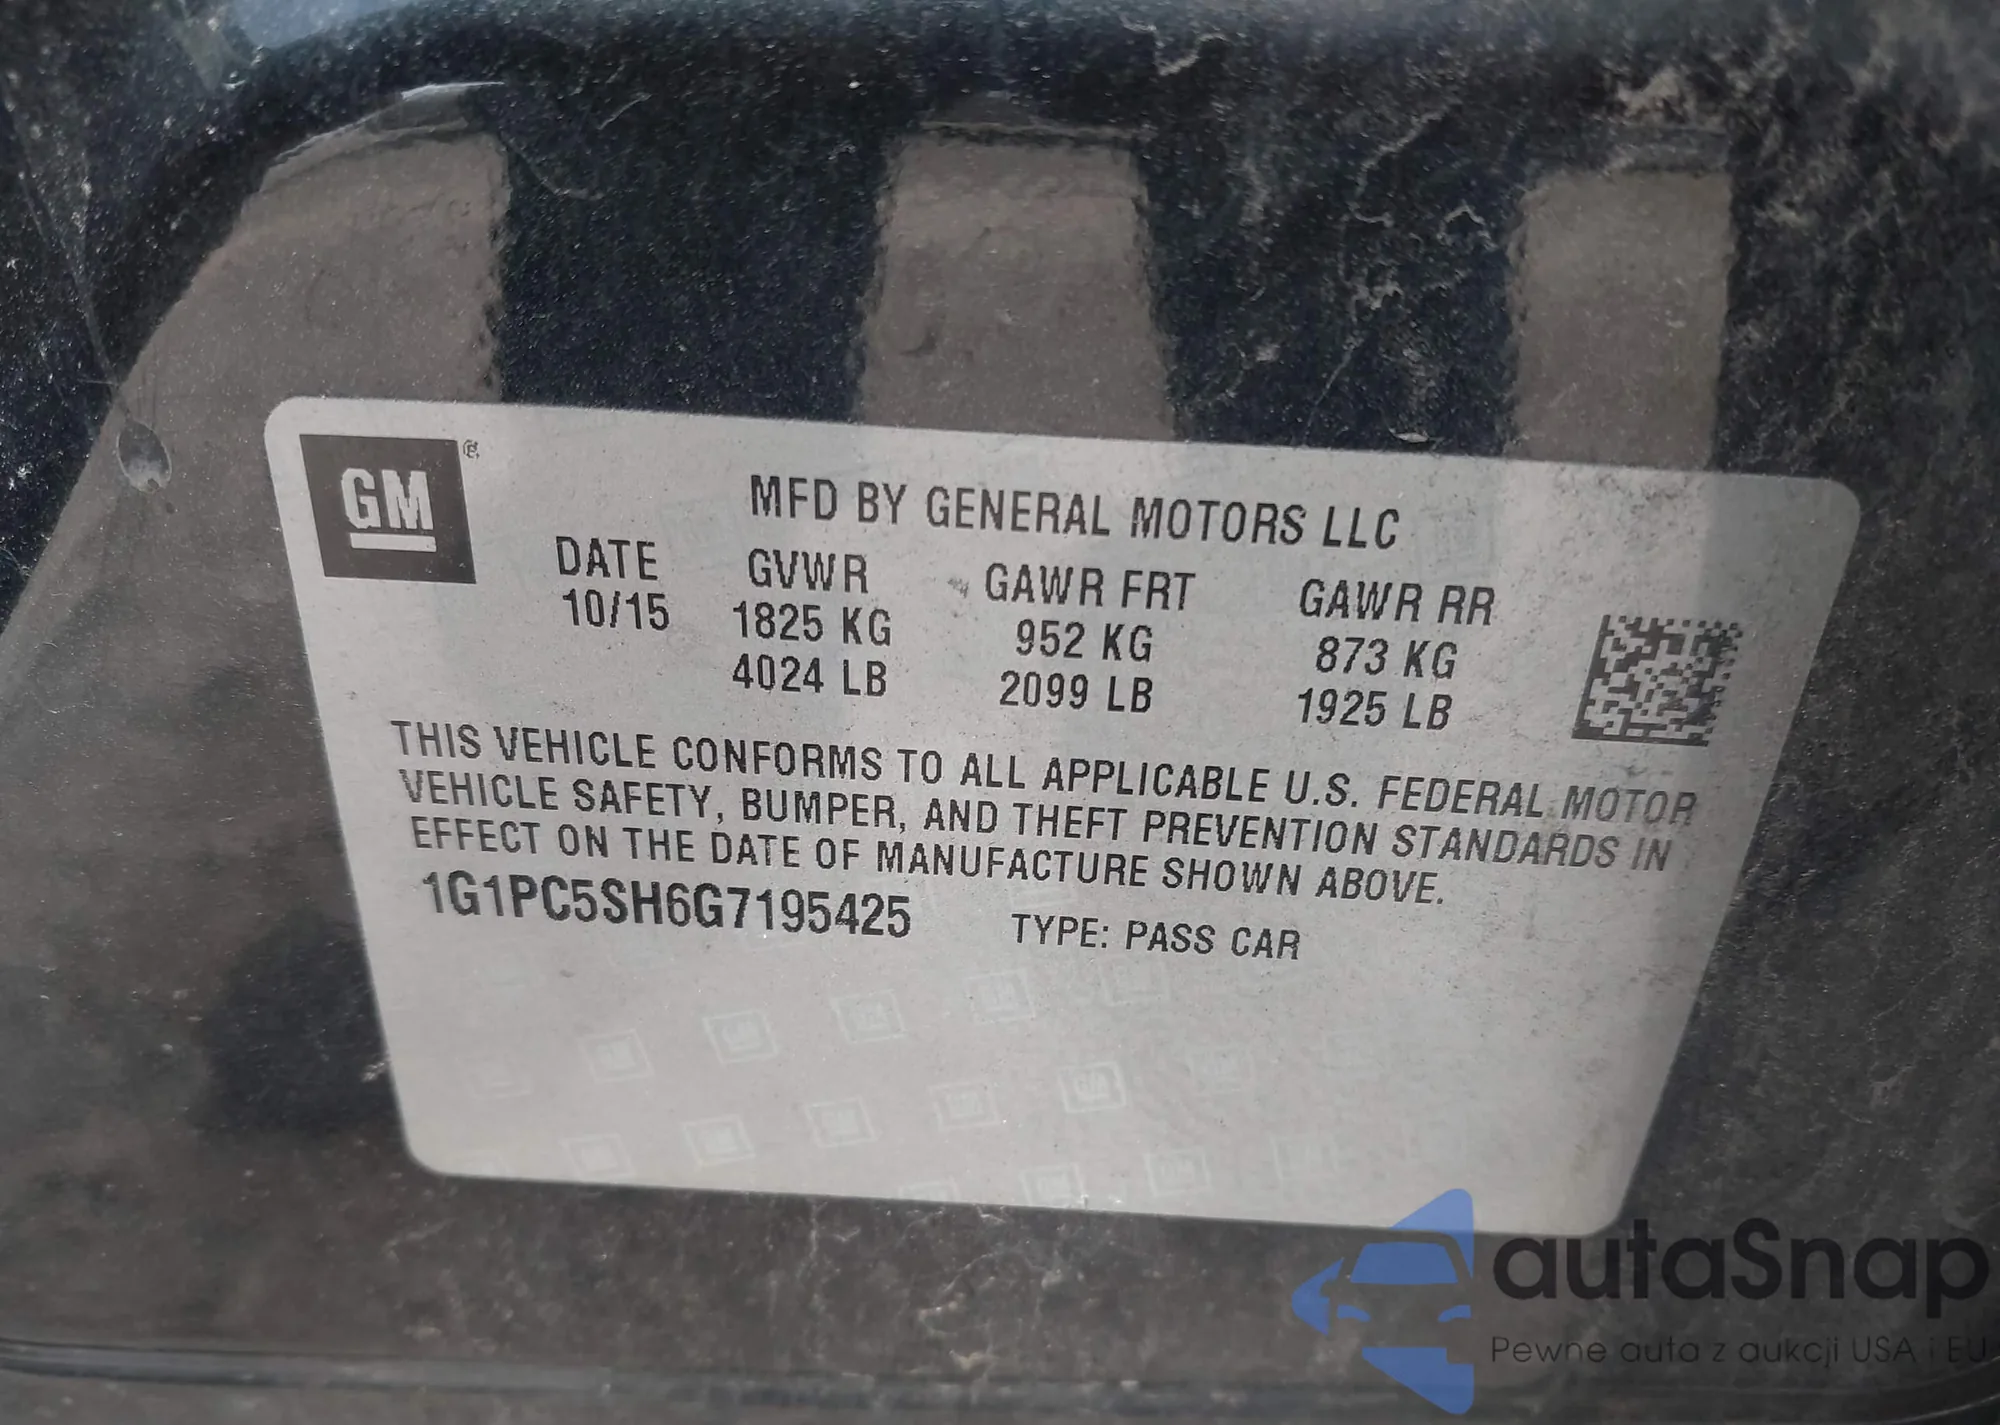 GM®
MFD BY GENERAL MOTORS LLC
DATE GVWR GAWR FRT GAWR RR
10/15 1825 KG 952 KG 873 KG
4024 LB 2099 LB 1925 LB
THIS VEHICLE CONFORMS TO ALL APPLICABLE U.S. FEDERAL MOTOR
VEHICLE SAFETY, BUMPER, AND THEFT PREVENTION STANDARDS IN
EFFECT ON THE DATE OF MANUFACTURE SHOWN ABOVE.
1G1PC5SH6G7195425 TYPE: PASS CAR
autaSnap
Pewne auta z aukcji USA i EU